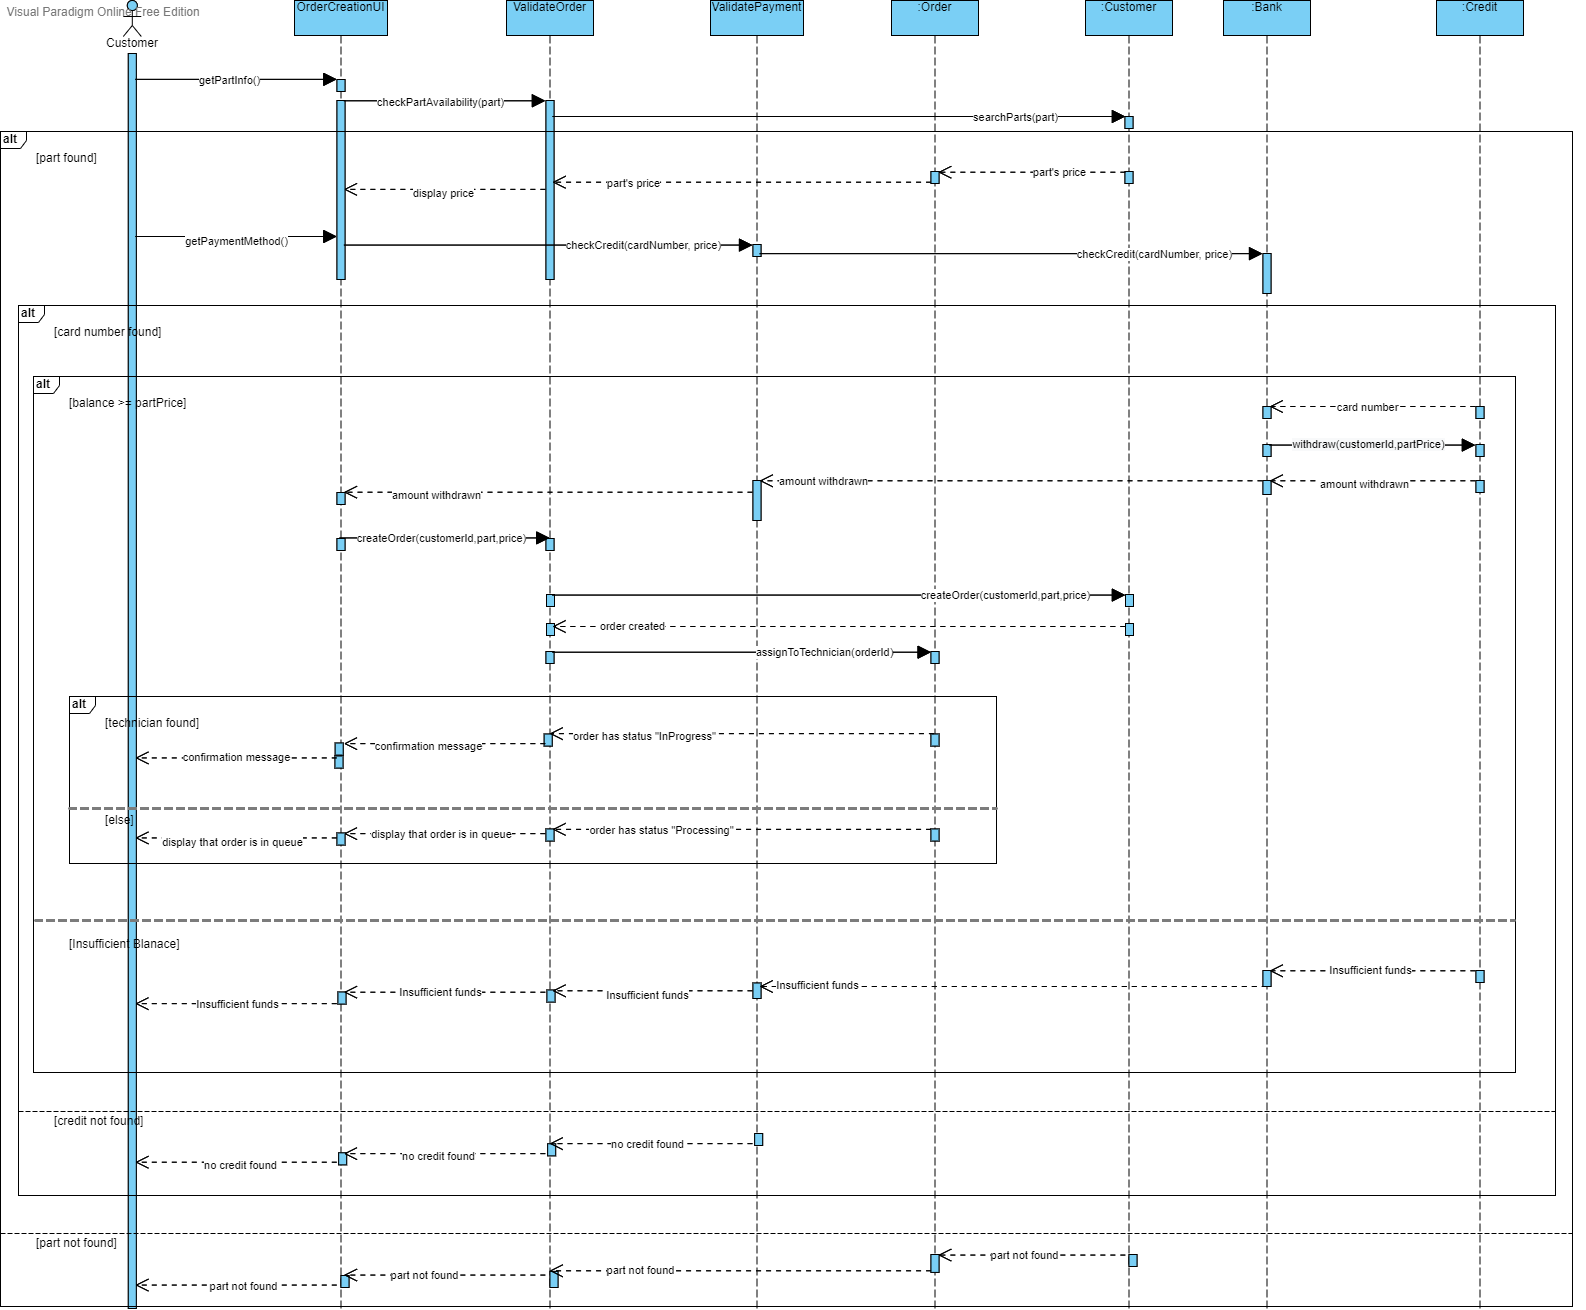 Visual Paradigm Online Free Edition
Customer
OrderCreationUI
ValidateOrder
ValidatePayment
:Order
:Customer
:Bank
:Credit
getPartInfo()
checkPartAvailability(part)
searchParts(part)
alt
[part found]
part's price
part's price
display price
getPaymentMethod()
checkCredit(cardNumber, price)
checkCredit(cardNumber, price)
alt
[card number found]
alt
[balance >= partPrice]
card number
withdraw(customerId,partPrice)
amount withdrawn
amount withdrawn
amount withdrawn
createOrder(customerId,part,price)
createOrder(customerId,part,price)
order created
assignToTechnician(orderId)
alt
[technician found]
order has status "InProgress"
confirmation message
confirmation message
[else]
order has status "Processing"
display that order is in queue
display that order is in queue
[Insufficient Blanace]
Insufficient funds
Insufficient funds
Insufficient funds
Insufficient funds
Insufficient funds
[credit not found]
no credit found
no credit found
no credit found
[part not found]
part not found
part not found
part not found
part not found